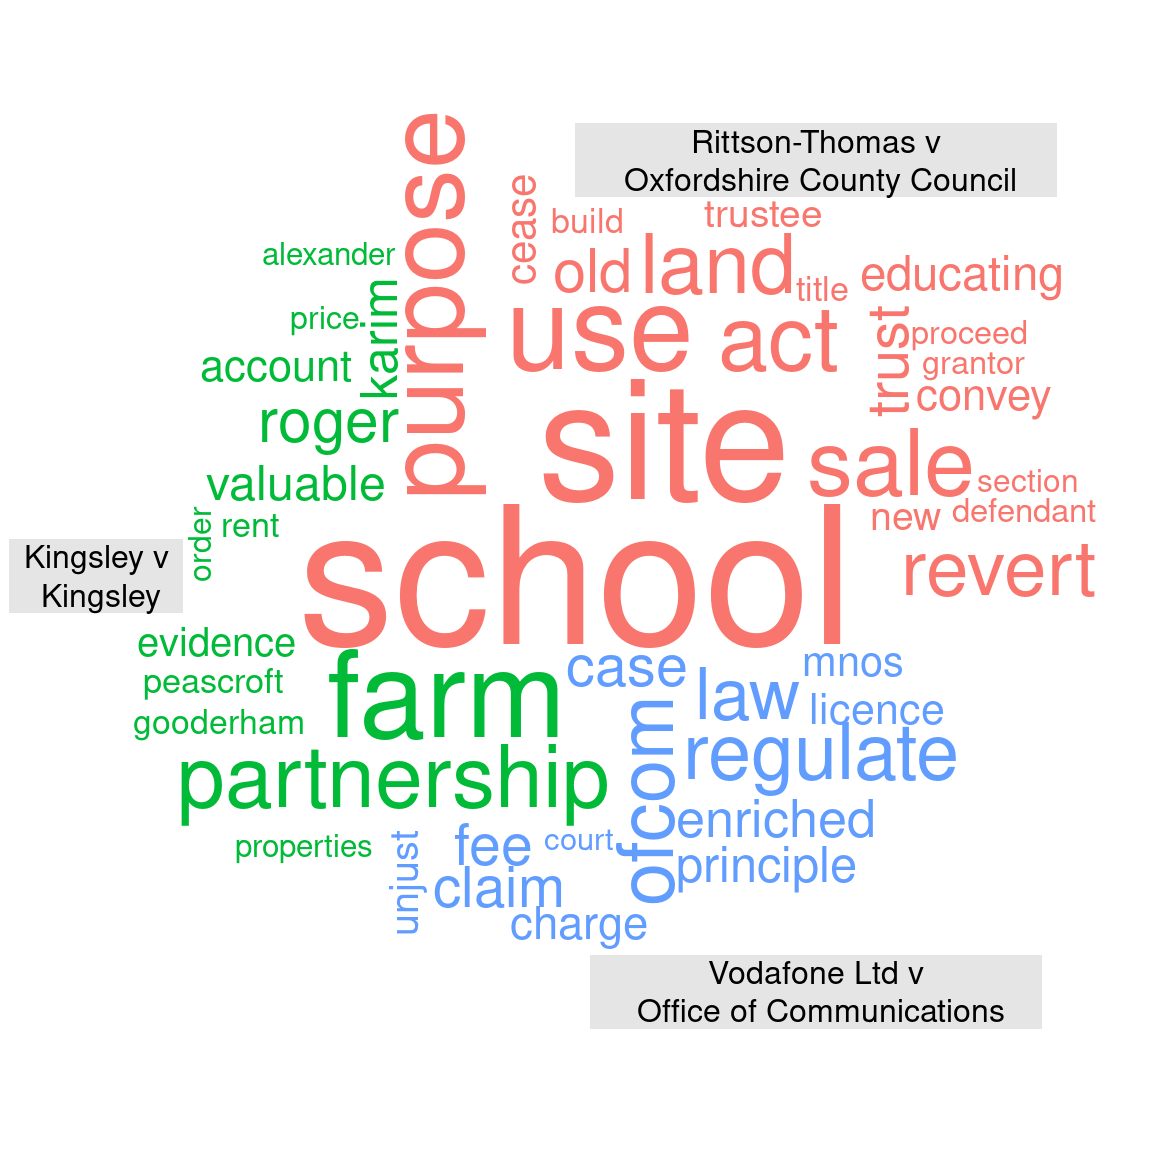 Rittson-Thomas v
Oxfordshire County Council
purpose
cease
build
trustee
old
land
title
educating
use
act
trust
proceed
grantor
convey
site
sale
section
new
defendant
revert
school
alexander
price
karim
account
roger
valuable
order
rent
Kingsley v
Kingsley
evidence
peascroft
gooderham
farm
partnership
properties
case
law
mnos
licence
ofcom
regulate
enriched
principle
fee
court
unjust
claim
charge
Vodafone Ltd v
Office of Communications